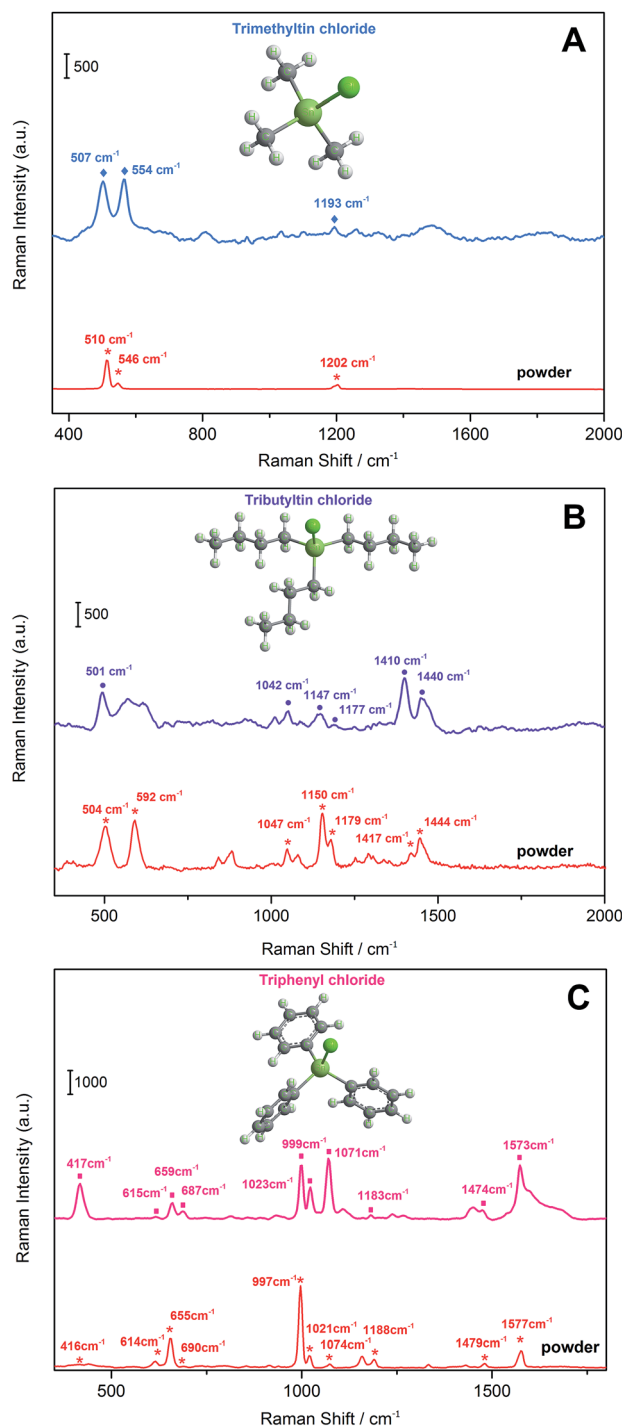 Trimethyltin chloride
A
500
507 cm⁻¹
554 cm⁻¹
1193 cm⁻¹
510 cm⁻¹
546 cm⁻¹
1202 cm⁻¹
powder
Raman Intensity (a.u.)
400 800 1200 1600 2000
Raman Shift / cm⁻¹
Tributyltin chloride
B
500
501 cm⁻¹
1042 cm⁻¹
1147 cm⁻¹
1177 cm⁻¹
1410 cm⁻¹
1440 cm⁻¹
504 cm⁻¹
592 cm⁻¹
1047 cm⁻¹
1150 cm⁻¹
1179 cm⁻¹
1417 cm⁻¹
1444 cm⁻¹
powder
Raman Intensity (a.u.)
500 1000 1500 2000
Raman Shift / cm⁻¹
Triphenyl chloride
C
1000
417cm⁻¹
615cm⁻¹
659cm⁻¹
687cm⁻¹
999cm⁻¹
1023cm⁻¹
1071cm⁻¹
1183cm⁻¹
1474cm⁻¹
1573cm⁻¹
416cm⁻¹
614cm⁻¹
655cm⁻¹
690cm⁻¹
997cm⁻¹
1021cm⁻¹
1074cm⁻¹
1188cm⁻¹
1479cm⁻¹
1577cm⁻¹
powder
Raman Intensity (a.u.)
500 1000 1500
Raman Shift / cm⁻¹